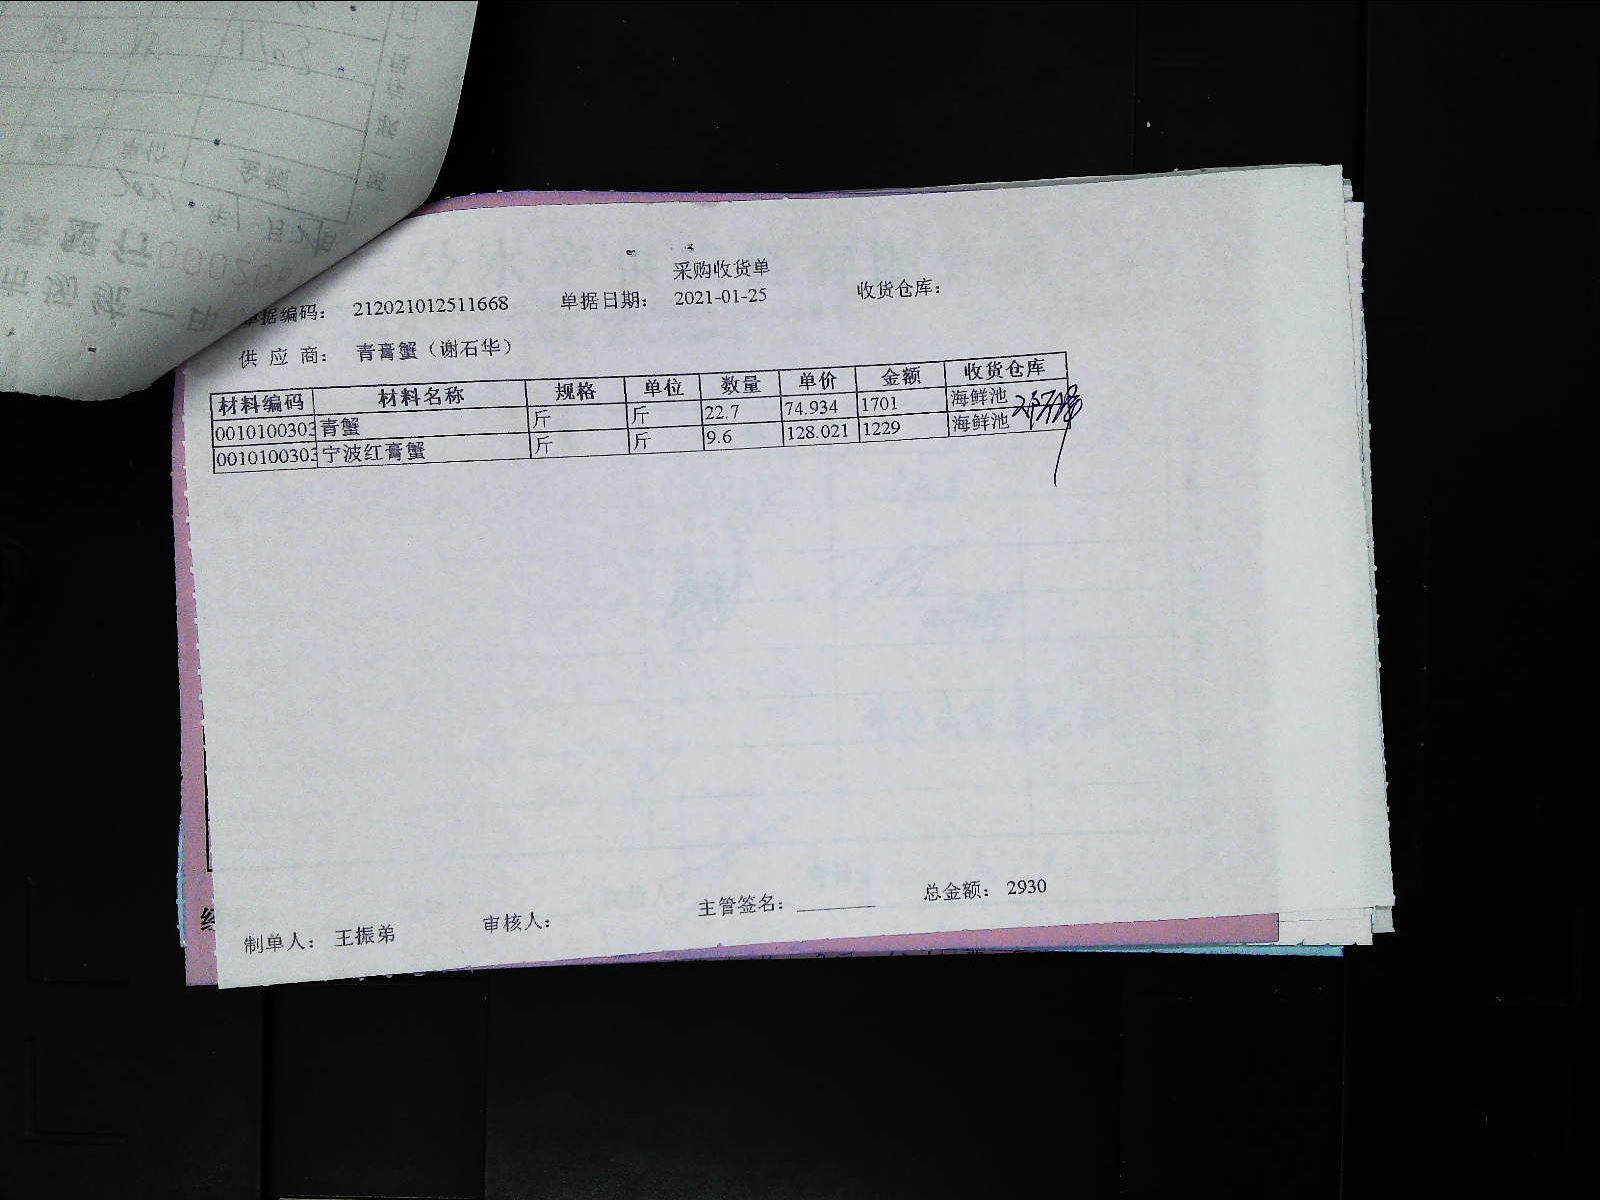 采购收货单
单据编码： 212021012511668 单据日期： 2021-01-25 收货仓库：
供 应 商： 青膏蟹（谢石华）
材料编码 材料名称 规格 单位 数量 单价 金额 收货仓库
0010100303 青蟹 斤 斤 22.7 74.934 1701 海鲜池
0010100303 宁波红膏蟹 斤 斤 9.6 128.021 1229 海鲜池
制单人： 王振弟 审核人： 主管签名： 总金额： 2930